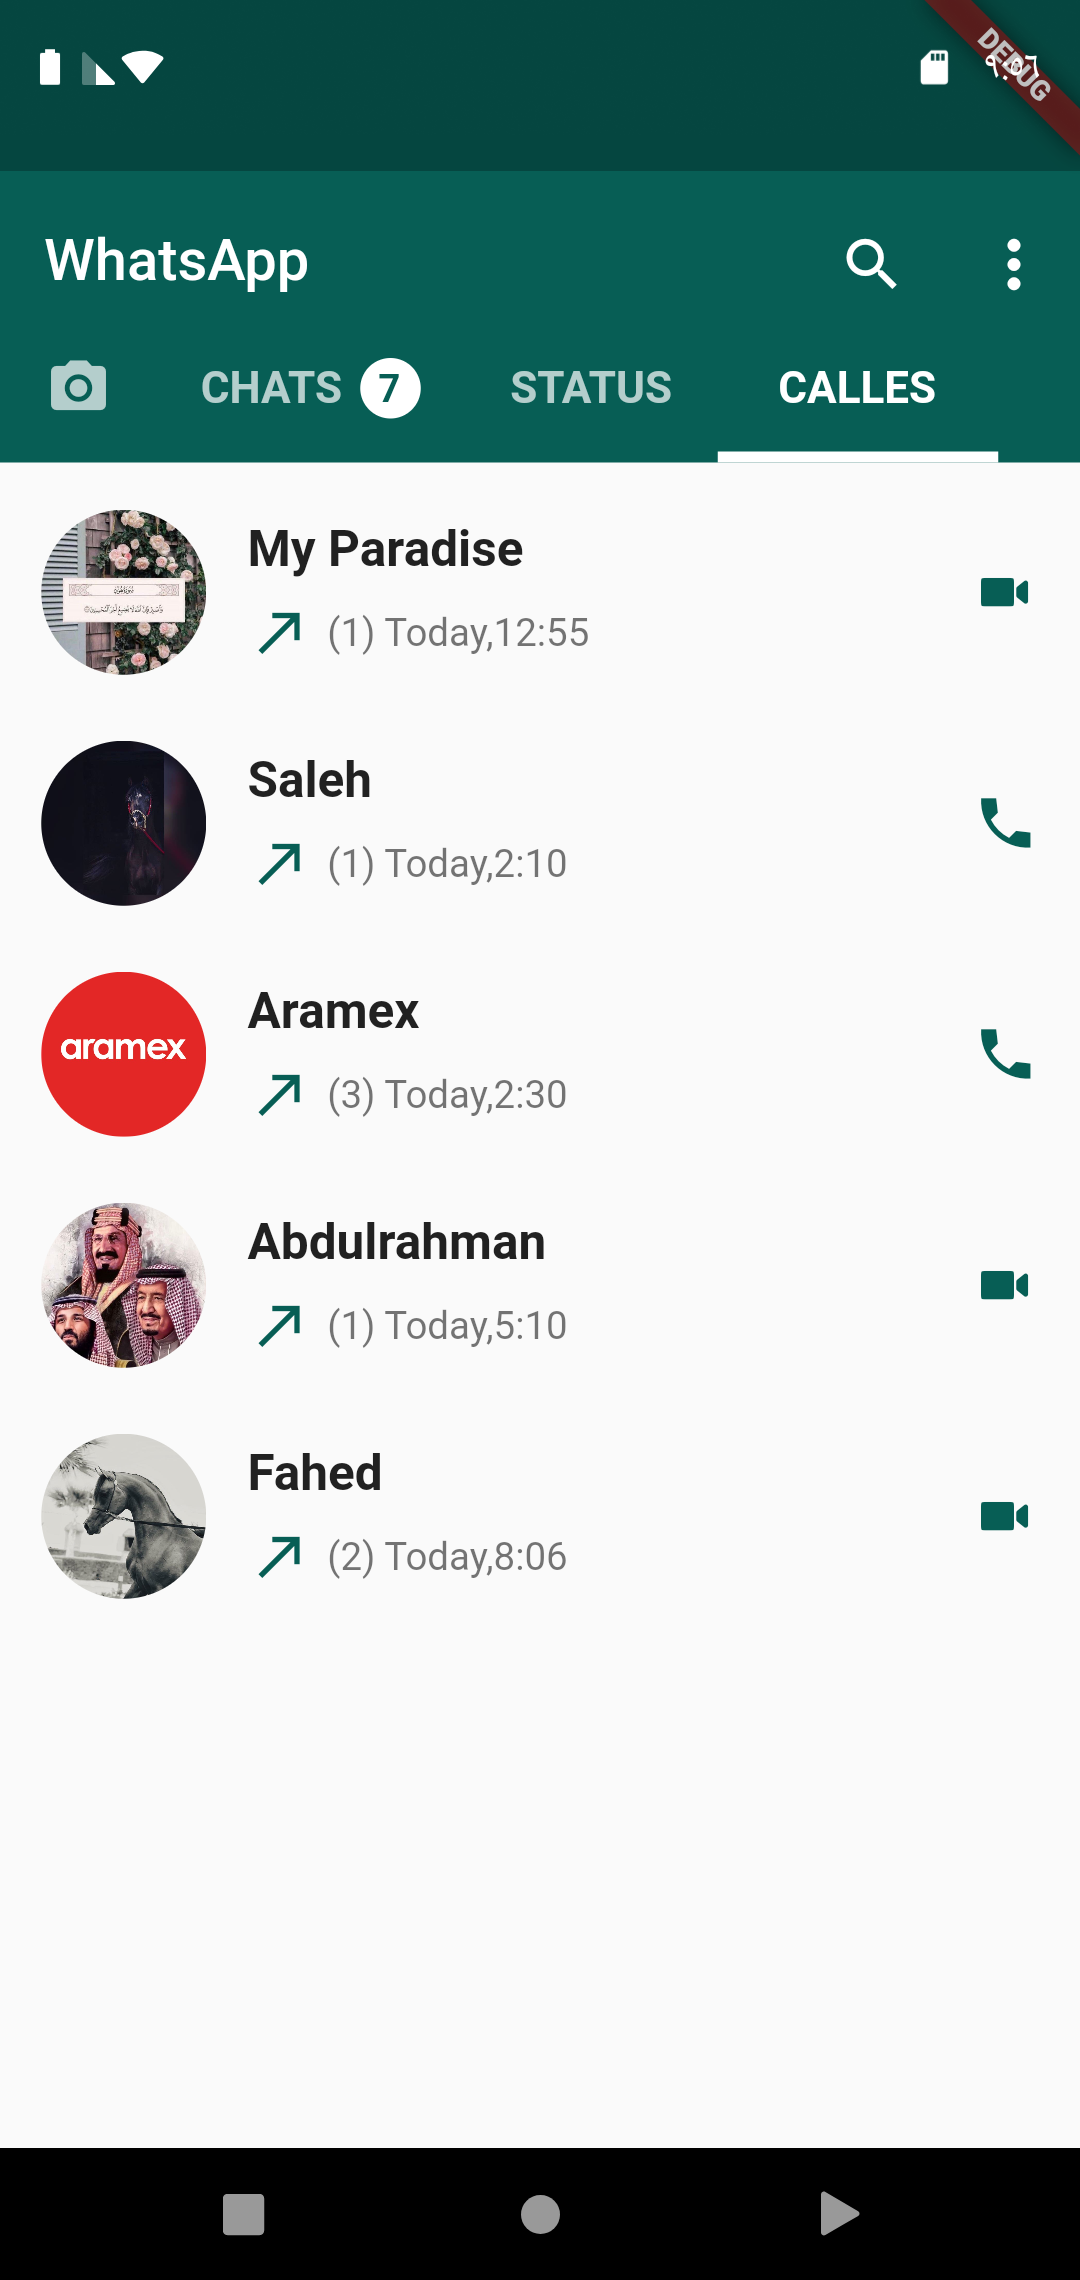 DEBUG
WhatsApp
CHATS 7 STATUS CALLES
My Paradise
(1) Today,12:55
Saleh
(1) Today,2:10
aramex
Aramex
(3) Today,2:30
Abdulrahman
(1) Today,5:10
Fahed
(2) Today,8:06